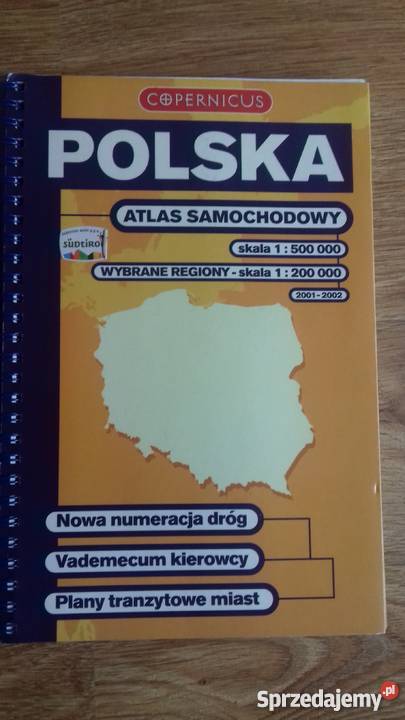 COPERNICUS
POLSKA
ATLAS SAMOCHODOWY
skala 1 : 500 000
SÜDTIROL
WYBRANE REGIONY - skala 1 : 200 000
2001 - 2002
Nowa numeracja dróg
Vademecum kierowcy
Plany tranzytowe miast
Sprzedajemy.pl